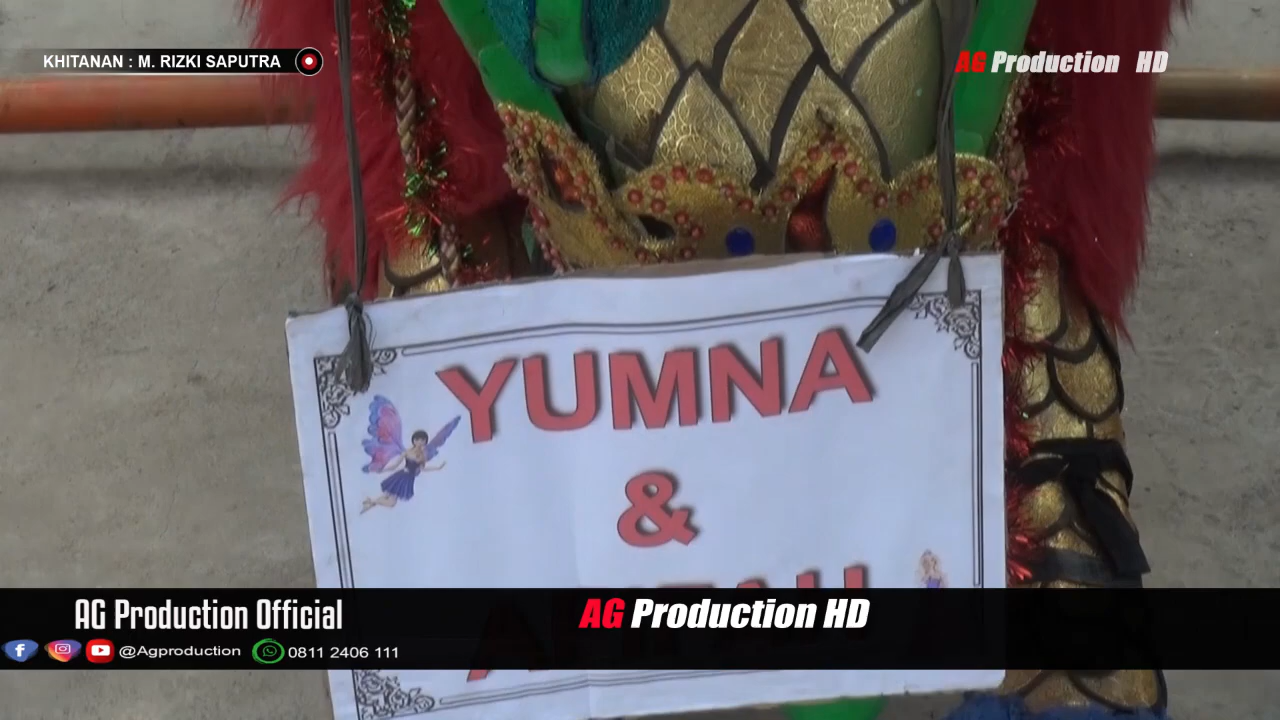 KHITANAN : M. RIZKI SAPUTRA
AG Production HD
YUMNA
&
AG Production Official
AG Production HD
@Agproduction
0811 2406 111